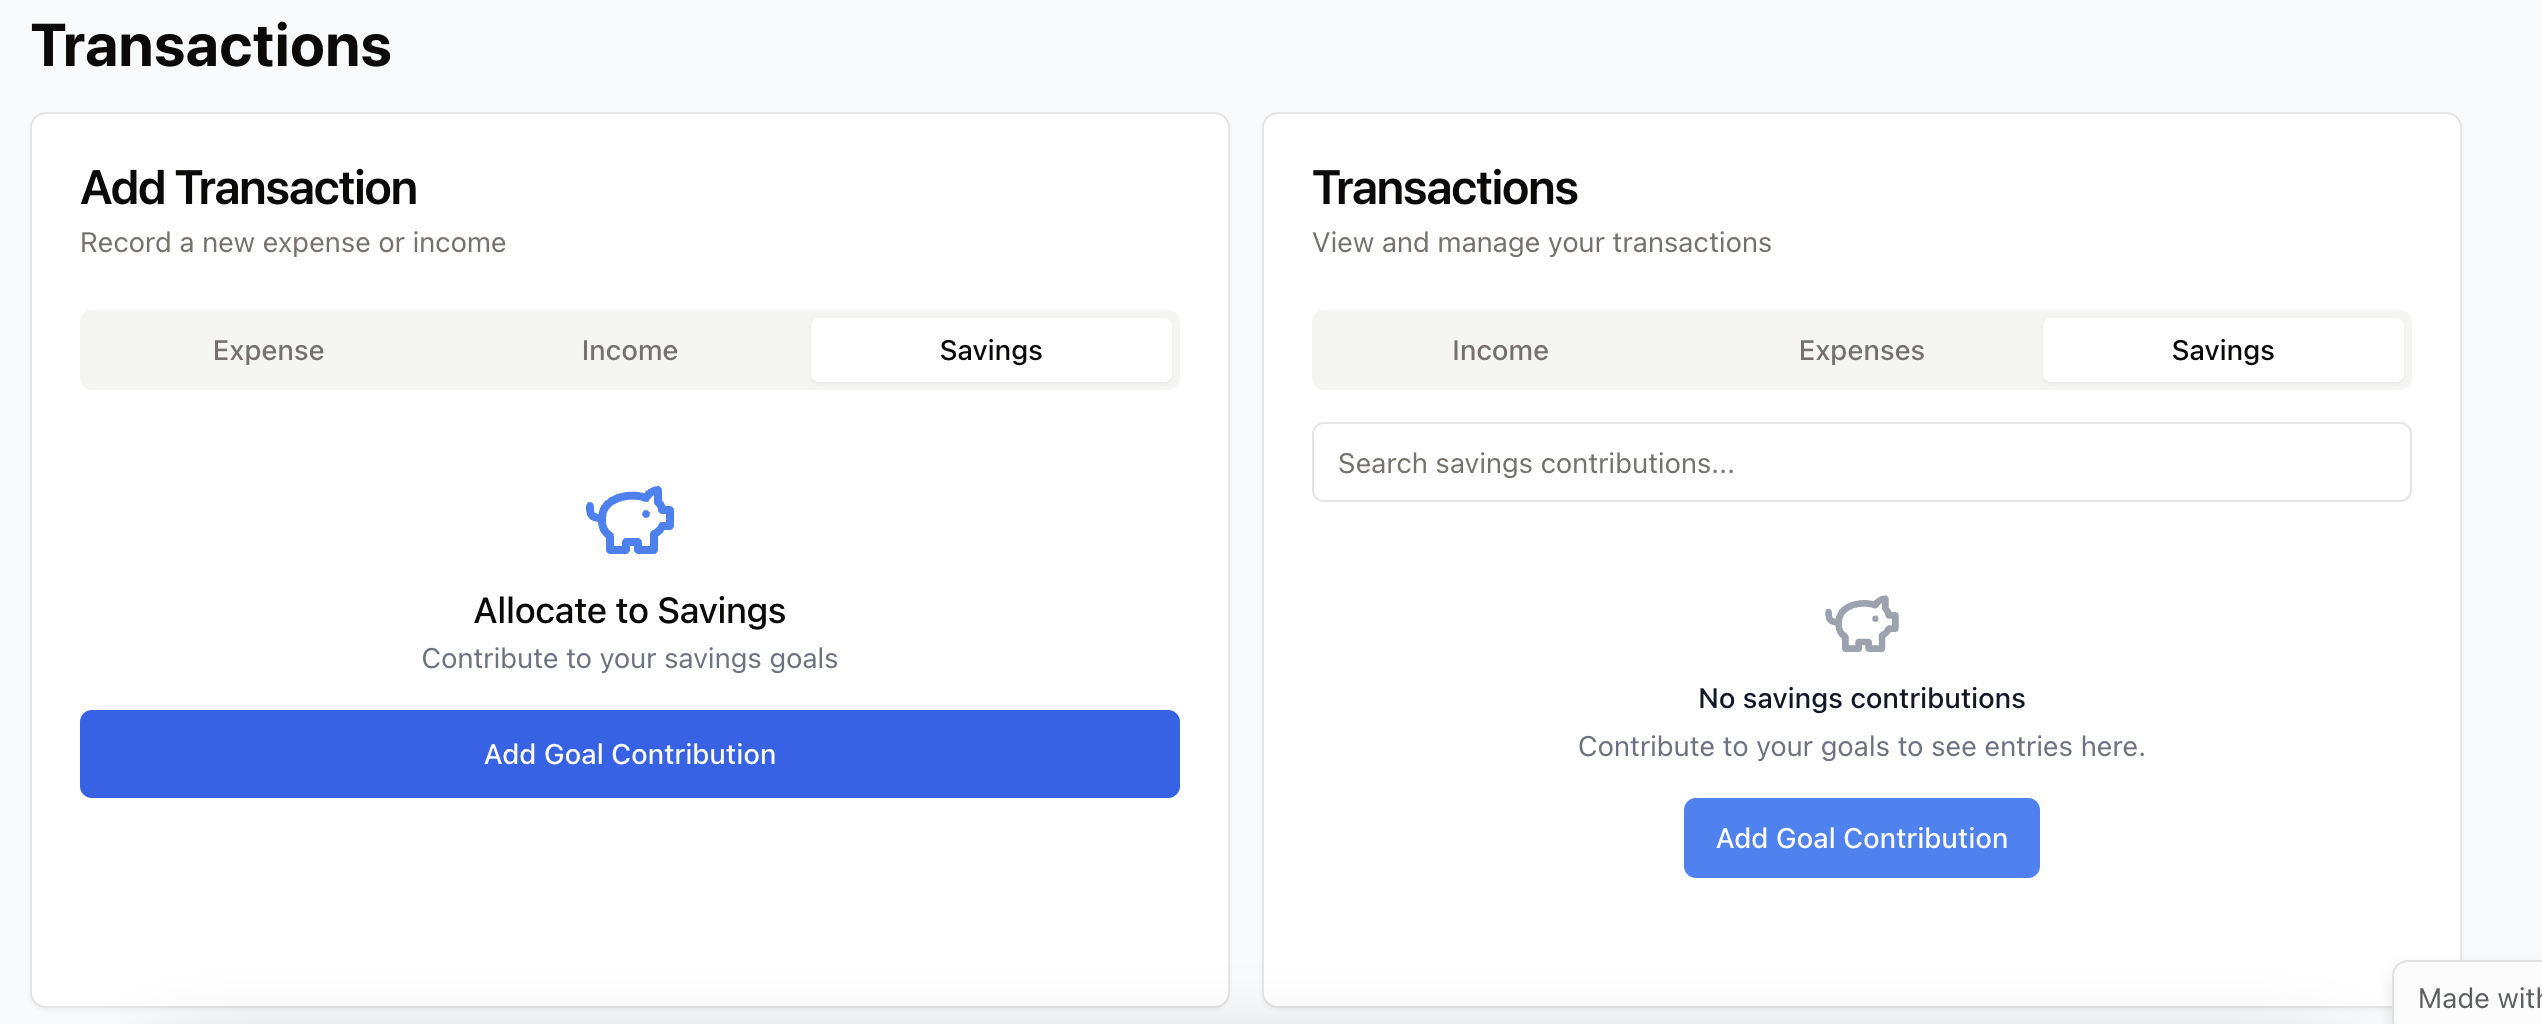 Transactions
Add Transaction
Record a new expense or income
Expense Income Savings
Allocate to Savings
Contribute to your savings goals
Add Goal Contribution
Transactions
View and manage your transactions
Income Expenses Savings
Search savings contributions...
No savings contributions
Contribute to your goals to see entries here.
Add Goal Contribution
Made with